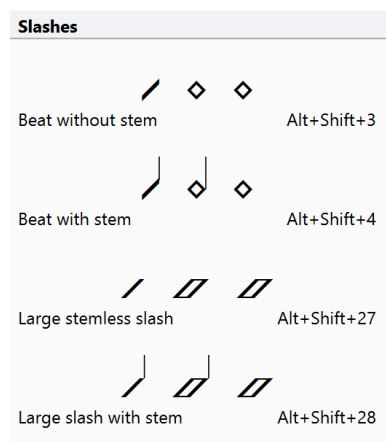 Slashes
Beat without stem Alt+Shift+3
Beat with stem Alt+Shift+4
Large stemless slash Alt+Shift+27
Large slash with stem Alt+Shift+28